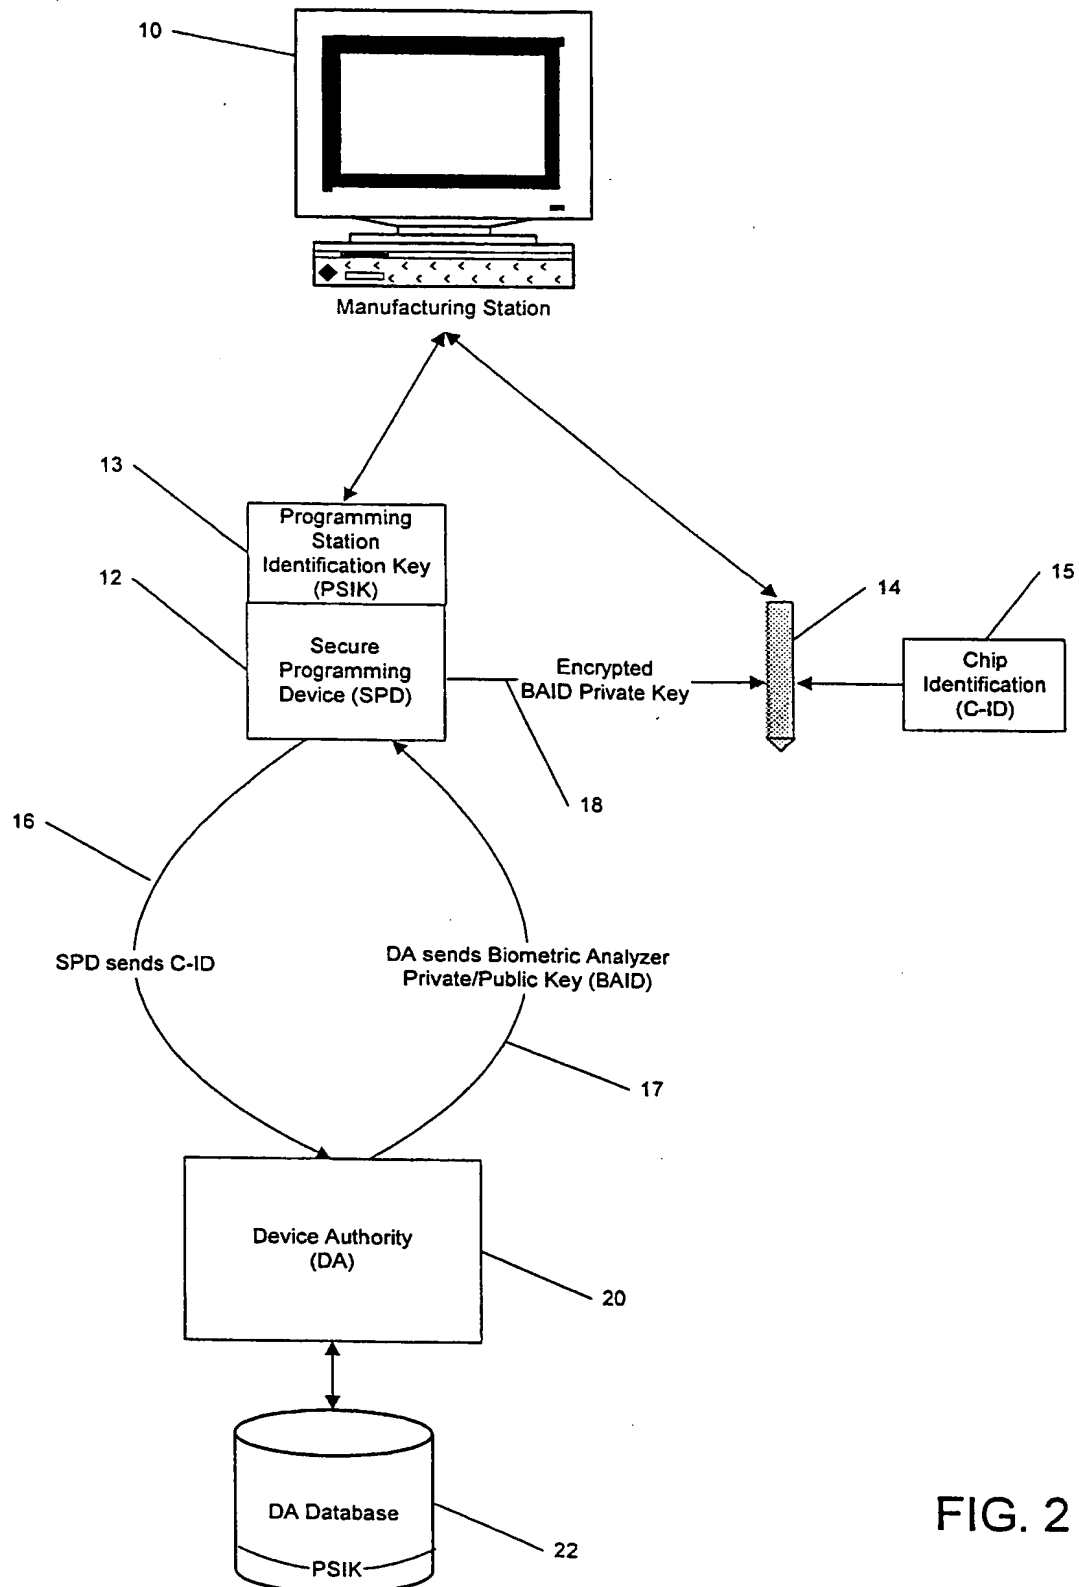 10
Manufacturing Station
13
Programming
Station
Identification Key
(PSIK)
12
Secure
Programming
Device (SPD)
Encrypted
BAID Private Key
14
15
Chip
Identification
(C-ID)
18
16
SPD sends C-ID
DA sends Biometric Analyzer
Private/Public Key (BAID)
17
Device Authority
(DA)
20
DA Database
PSIK
22
FIG. 2